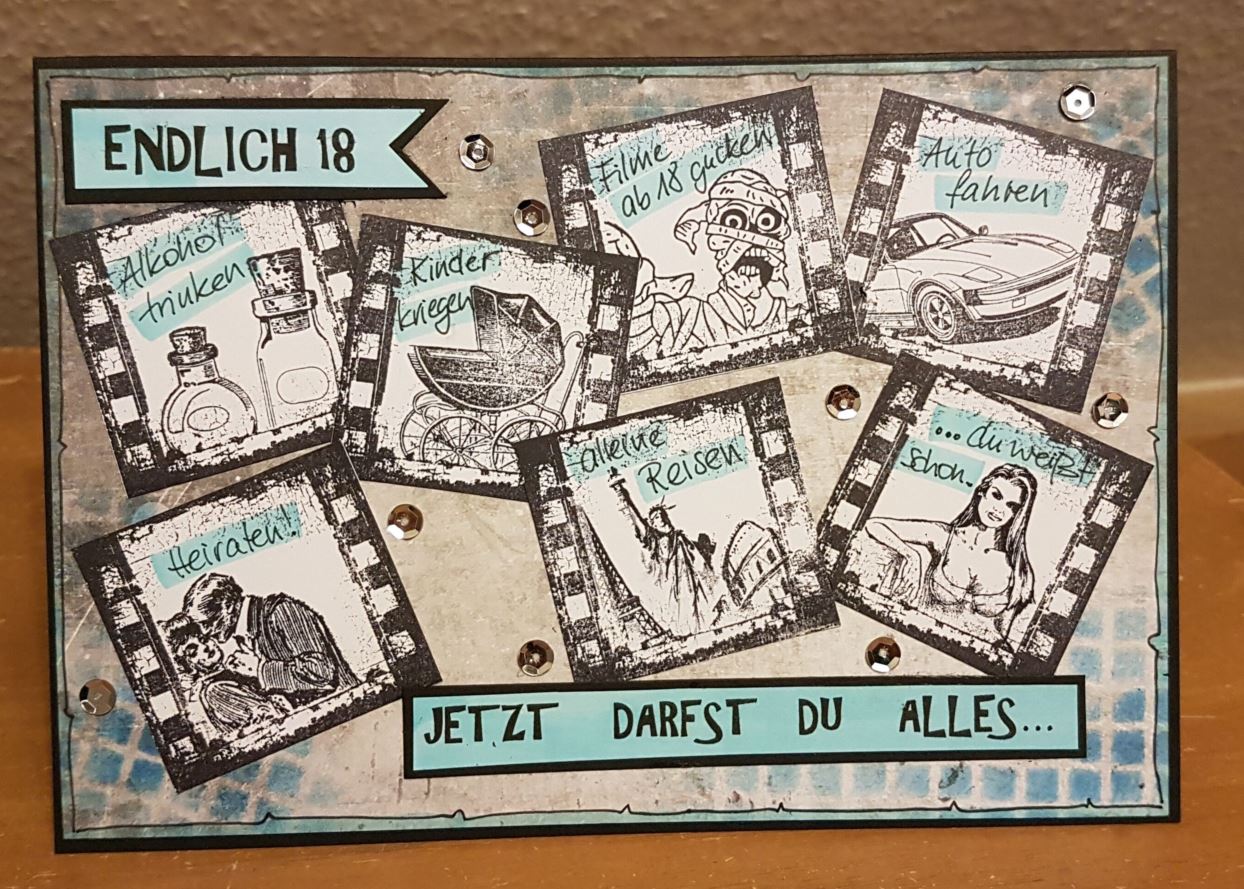 ENDLICH 18
Alkohol
trinken
Kinder
kriegen
Filme
ab 18 gucken
Auto
fahren
Heiraten!
alleine
Reisen
...du weißt
schon.
JETZT DARFST DU ALLES...